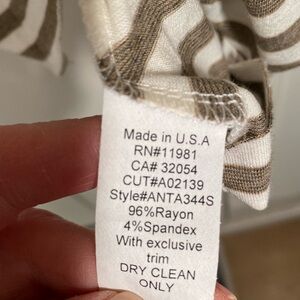 Made in U.S.A
RN#11981
CA# 32054
CUT#A02139
Style#ANTA344S
96%Rayon
4%Spandex
With exclusive
trim
DRY CLEAN
ONLY